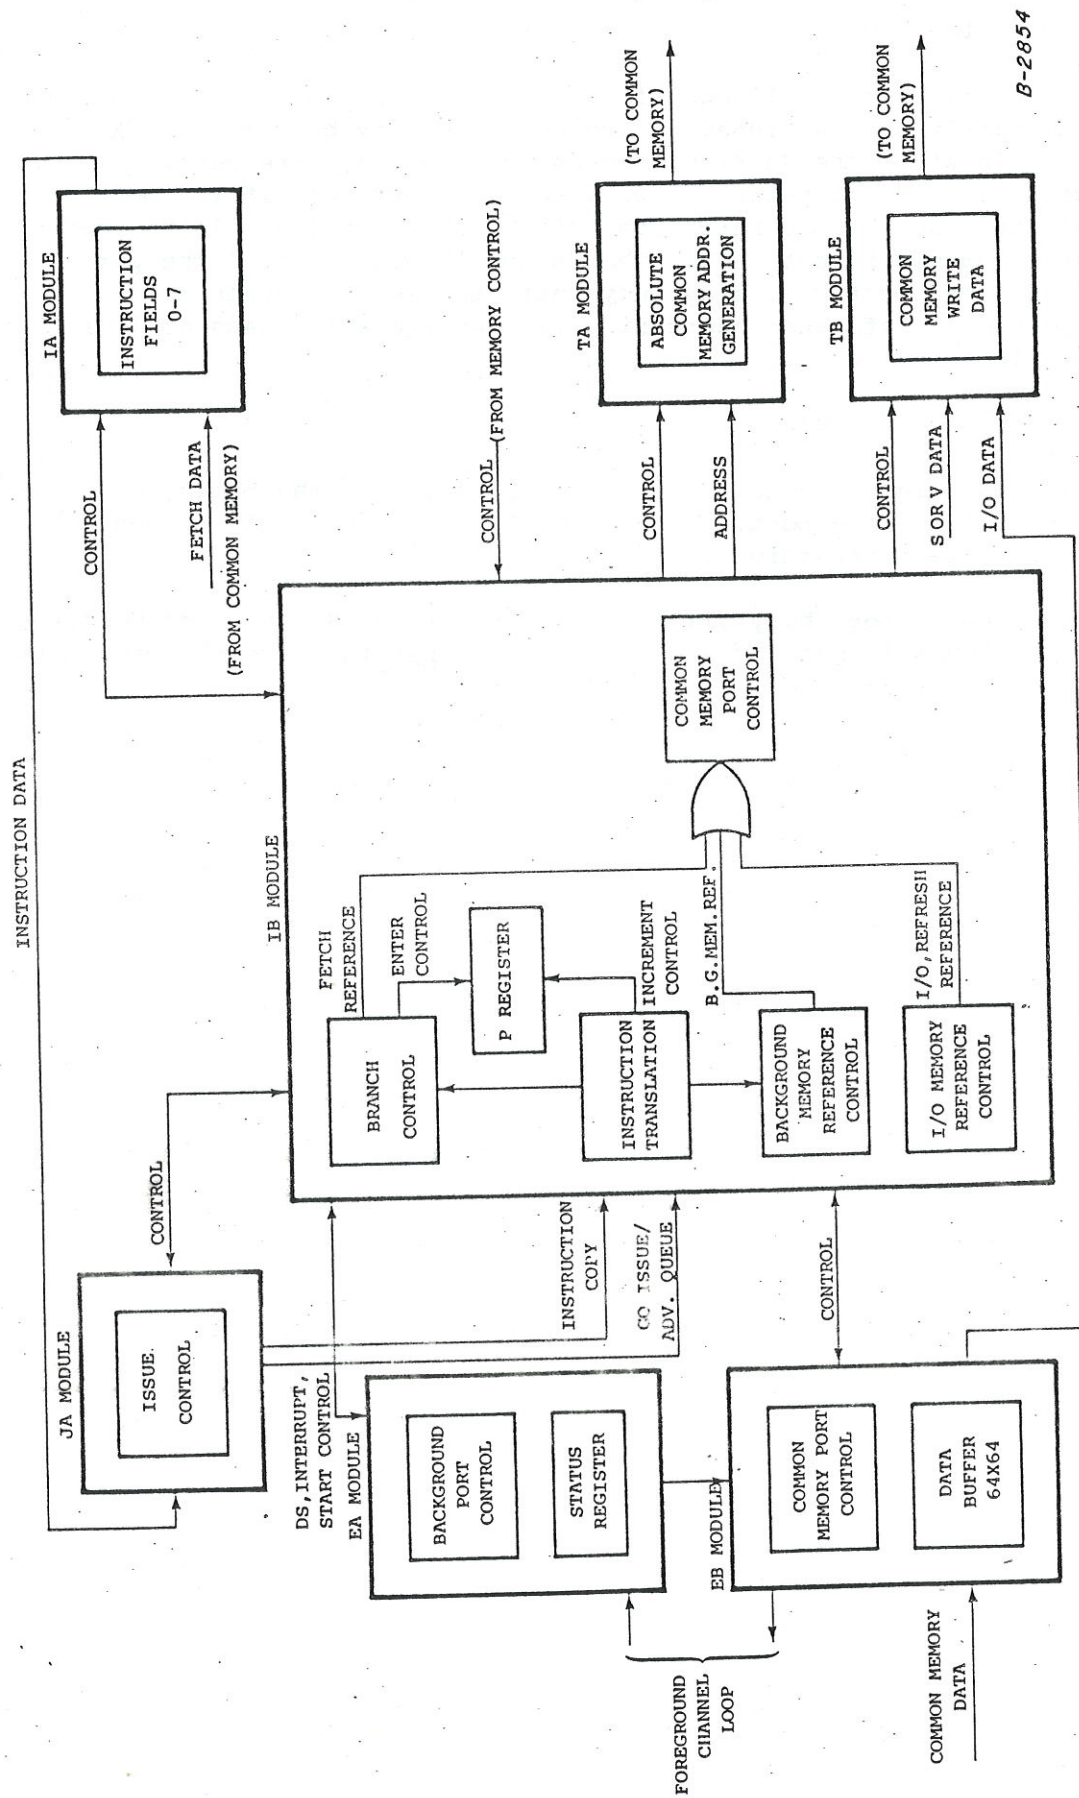 INSTRUCTION DATA
JA MODULE
ISSUE.
CONTROL
CONTROL
IA MODULE
INSTRUCTION
FIELDS
0-7
CONTROL
FETCH DATA
(FROM COMMON MEMORY)
DS,INTERRUPT,
START CONTROL
EA MODULE
BACKGROUND
PORT
CONTROL
STATUS
REGISTER
INSTRUCTION
COPY
GO ISSUE/
ADV. QUEUE
IB MODULE
FETCH
REFERENCE
BRANCH
CONTROL
ENTER
CONTROL
P REGISTER
INSTRUCTION
TRANSLATION
INCREMENT
CONTROL
B.G.MEM.REF.
BACKGROUND
MEMORY
REFERENCE
CONTROL
I/O MEMORY
REFERENCE
CONTROL
I/O,REFRESH
REFERENCE
COMMON
MEMORY
PORT
CONTROL
CONTROL
(FROM MEMORY CONTROL)
CONTROL
ADDRESS
TA MODULE
ABSOLUTE
COMMON
MEMORY ADDR.
GENERATION
(TO COMMON
MEMORY)
CONTROL
S OR V DATA
I/O DATA
TB MODULE
COMMON
MEMORY
WRITE
DATA
(TO COMMON
MEMORY)
FOREGROUND
CHANNEL
LOOP
EB MODULE
COMMON
MEMORY PORT
CONTROL
DATA
BUFFER
64X64
CONTROL
COMMON MEMORY
DATA
B-2854